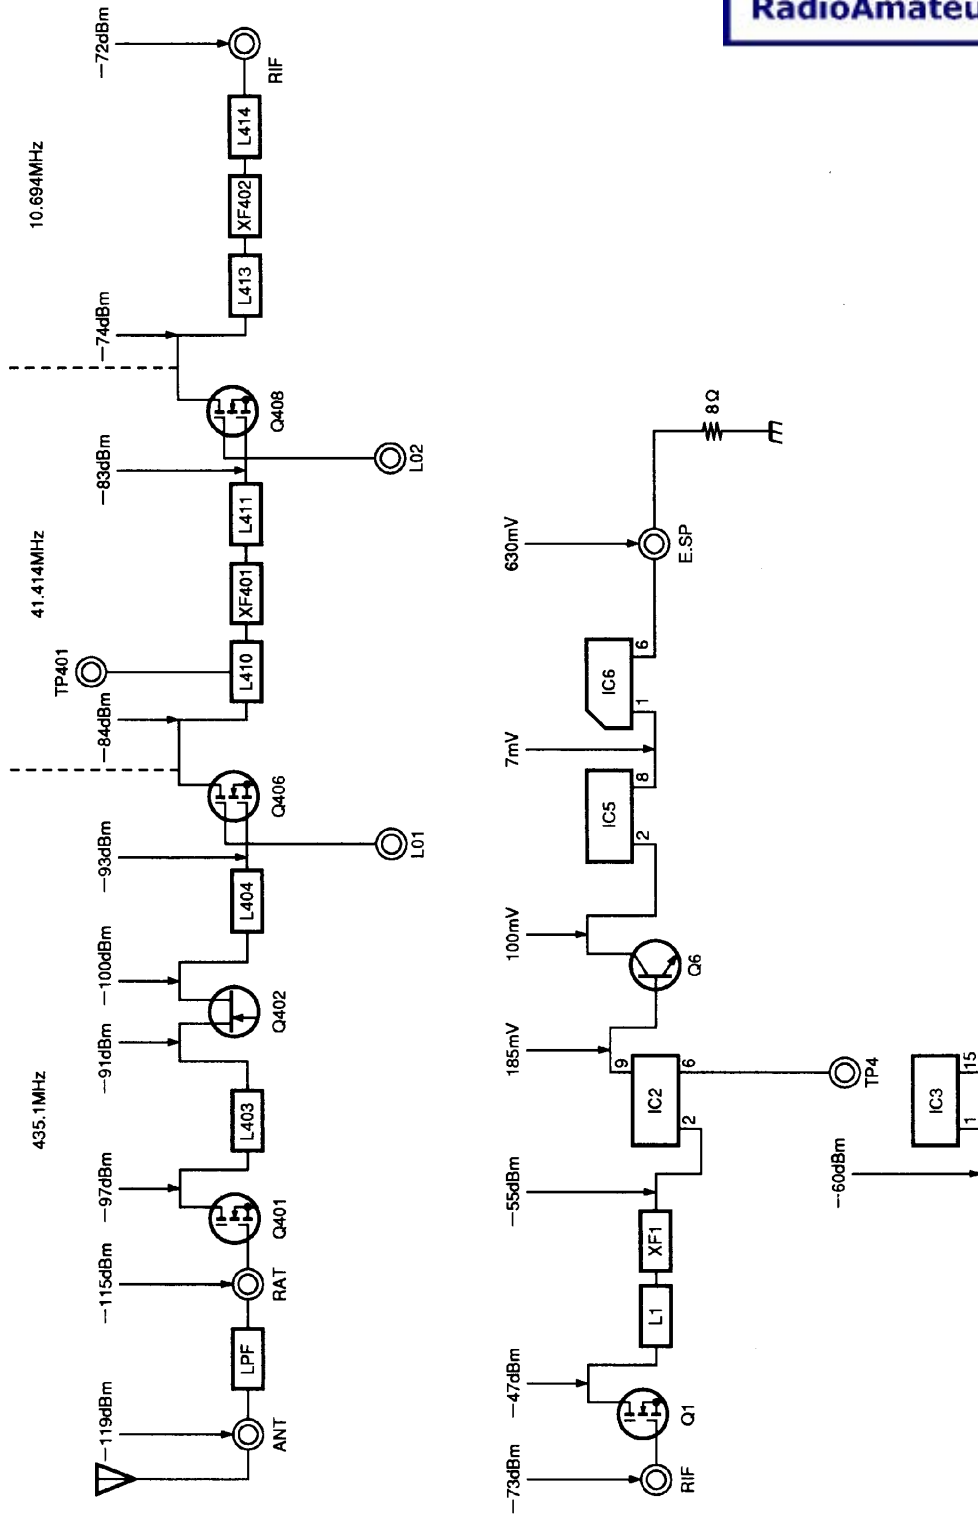 RadioAmateu
435.1MHz
41.414MHz
10.694MHz
—119dBm
—115dBm
—97dBm
—91dBm
—100dBm
—93dBm
—84dBm
TP401
—83dBm
—74dBm
—72dBm
ANT
LPF
RAT
Q401
L403
Q402
L404
Q406
L01
L410
XF401
L411
Q408
L02
L413
XF402
L414
RIF
—73dBm
—47dBm
—55dBm
185mV
100mV
7mV
630mV
RIF
Q1
L1
XF1
2
IC2
9
6
TP4
Q6
2
IC5
8
1
IC6
6
E.SP
8Ω
—60dBm
1
IC3
15